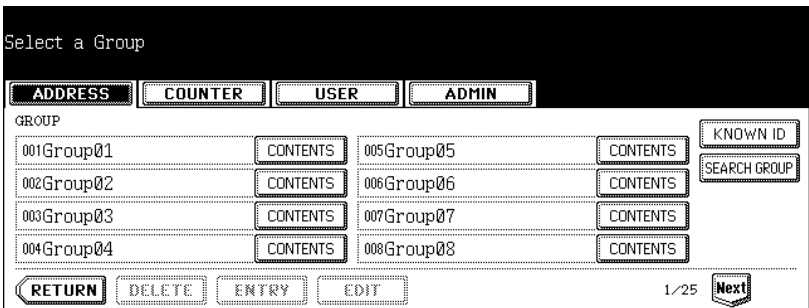 Select a Group
ADDRESS COUNTER USER ADMIN
GROUP
KNOWN ID
001Group01 CONTENTS 005Group05 CONTENTS
SEARCH GROUP
002Group02 CONTENTS 006Group06 CONTENTS
003Group03 CONTENTS 007Group07 CONTENTS
004Group04 CONTENTS 008Group08 CONTENTS
RETURN DELETE ENTRY EDIT 1/25 Next